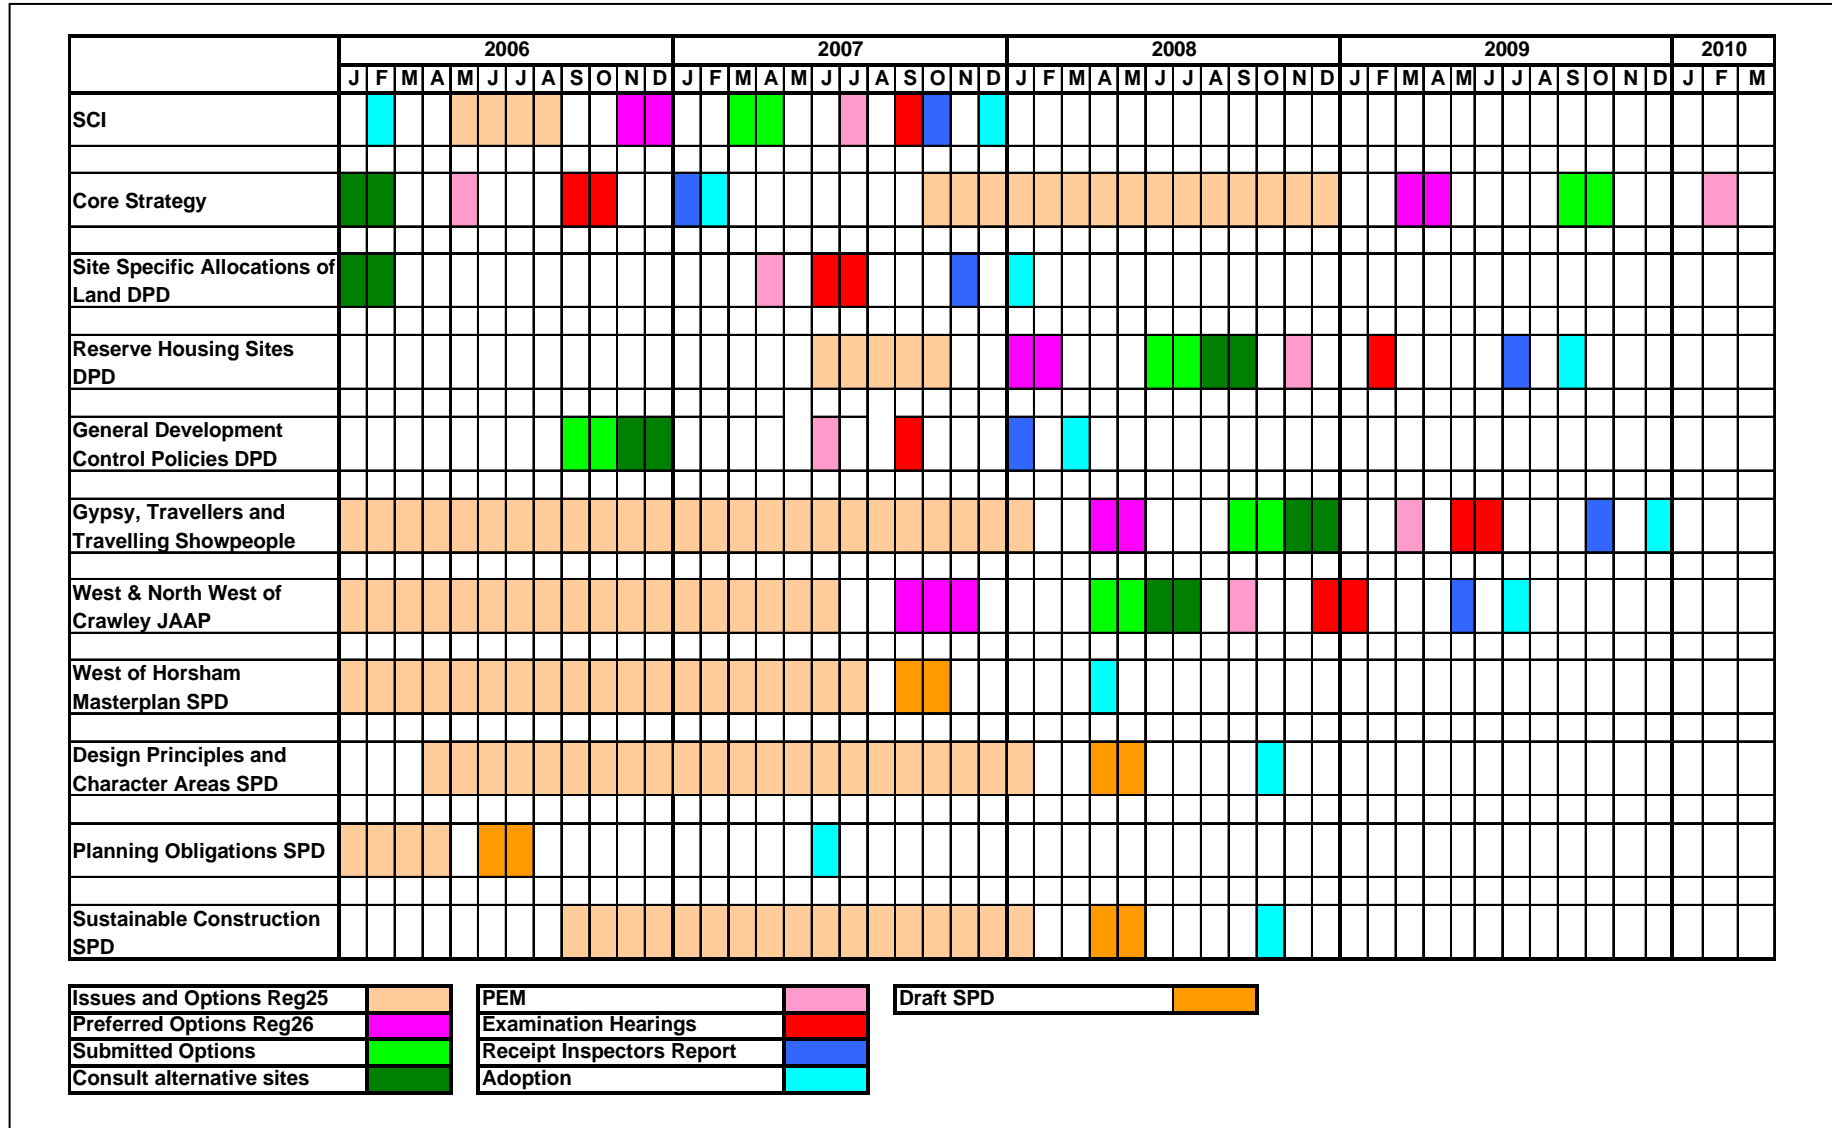 2006 2007 2008 2009 2010
J F M A M J J A S O N D J F M A M J J A S O N D J F M A M J J A S O N D J F M A M J J A S O N D J F M
SCI
Core Strategy
Site Specific Allocations of
Land DPD
Reserve Housing Sites
DPD
General Development
Control Policies DPD
Gypsy, Travellers and
Travelling Showpeople
West & North West of
Crawley JAAP
West of Horsham
Masterplan SPD
Design Principles and
Character Areas SPD
Planning Obligations SPD
Sustainable Construction
SPD
Issues and Options Reg25 PEM Draft SPD
Preferred Options Reg26 Examination Hearings
Submitted Options Receipt Inspectors Report
Consult alternative sites Adoption